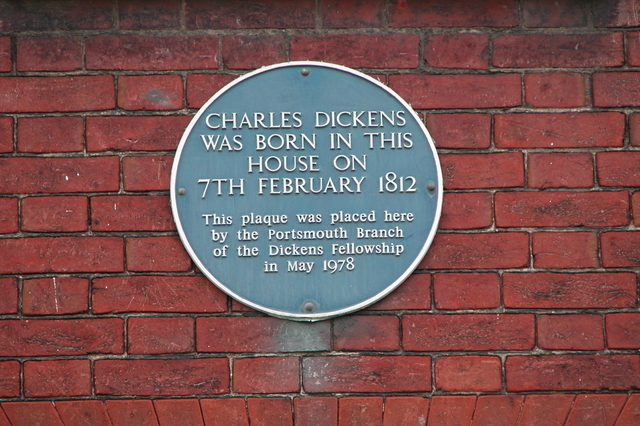 CHARLES DICKENS
WAS BORN IN THIS
HOUSE ON
7TH FEBRUARY 1812
This plaque was placed here
by the Portsmouth Branch
of the Dickens Fellowship
in May 1978